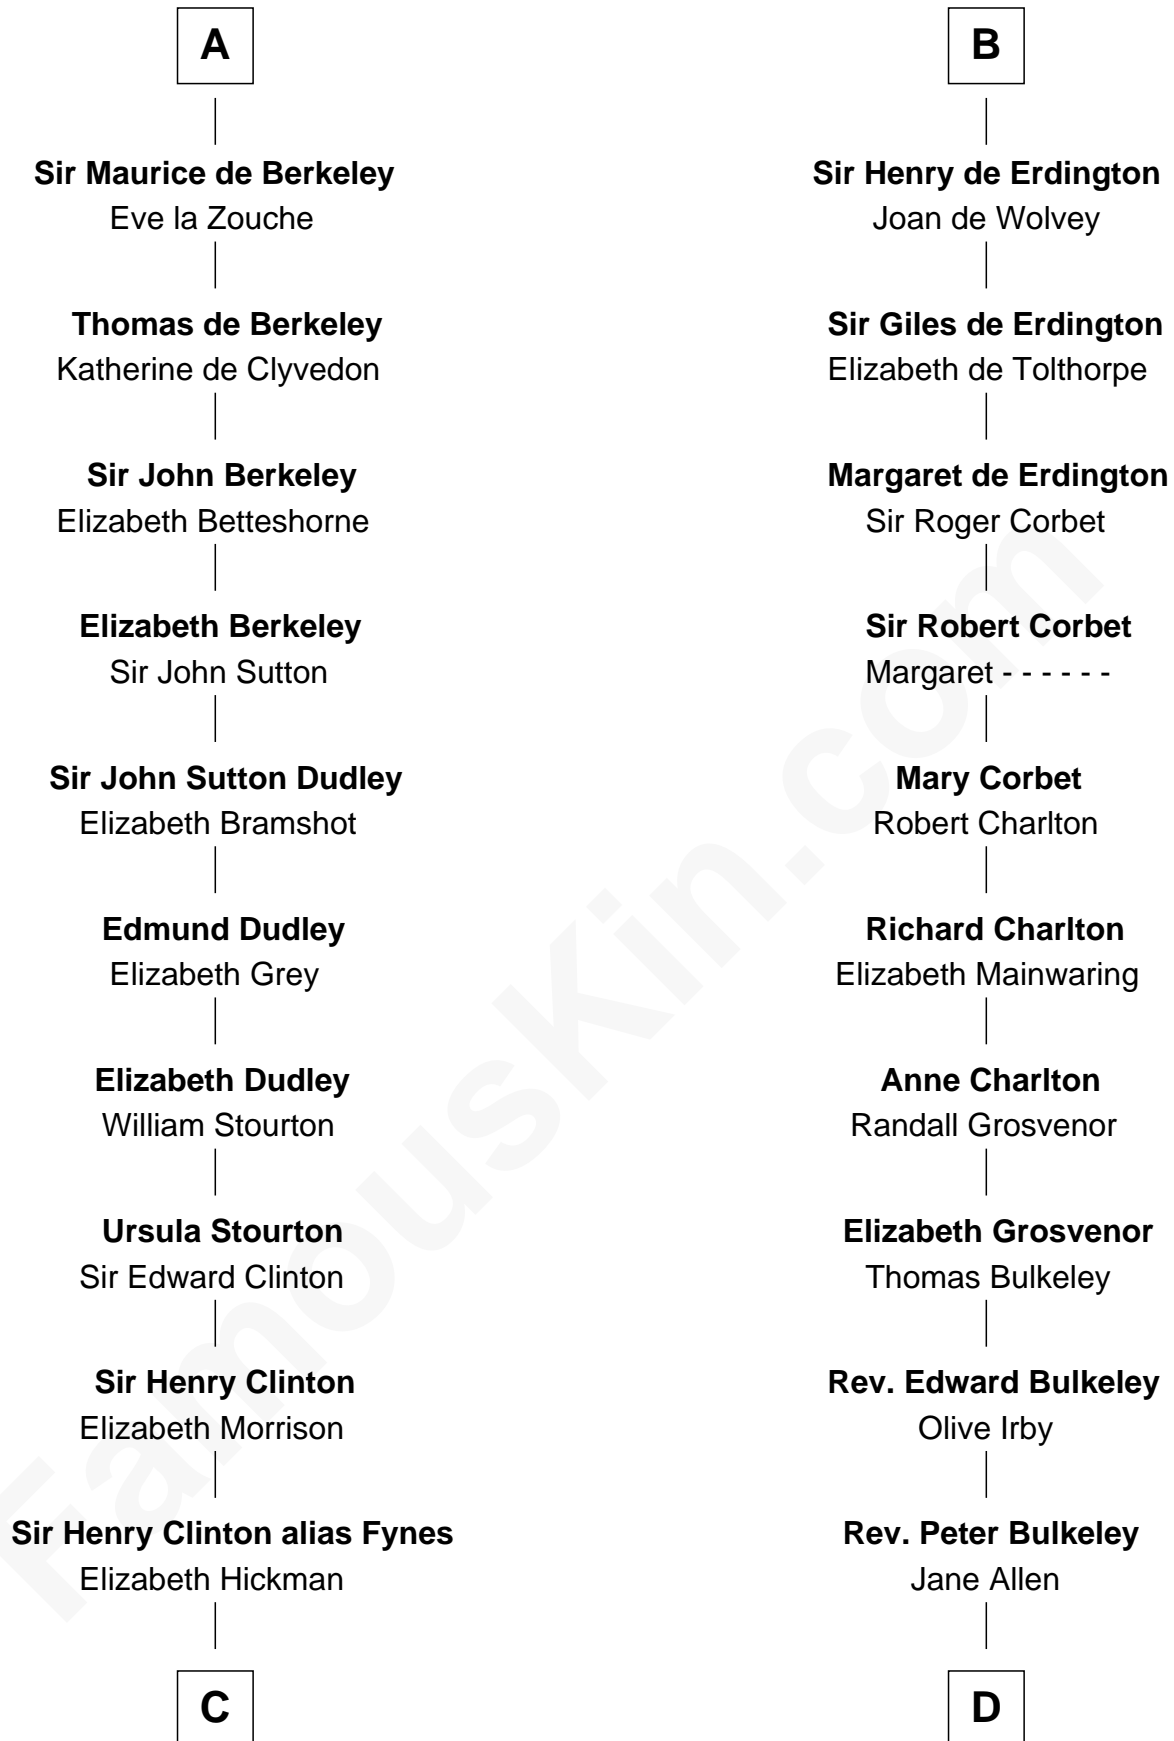 A
Sir Maurice de Berkeley
Eve la Zouche
Thomas de Berkeley
Katherine de Clyvedon
Sir John Berkeley
Elizabeth Betteshorne
Elizabeth Berkeley
Sir John Sutton
Sir John Sutton Dudley
Elizabeth Bramshot
Edmund Dudley
Elizabeth Grey
Elizabeth Dudley
William Stourton
Ursula Stourton
Sir Edward Clinton
Sir Henry Clinton
Elizabeth Morrison
Sir Henry Clinton alias Fynes
Elizabeth Hickman
C
B
Sir Henry de Erdington
Joan de Wolvey
Sir Giles de Erdington
Elizabeth de Tolthorpe
Margaret de Erdington
Sir Roger Corbet
Sir Robert Corbet
Margaret - - - - - -
Mary Corbet
Robert Charlton
Richard Charlton
Elizabeth Mainwaring
Anne Charlton
Randall Grosvenor
Elizabeth Grosvenor
Thomas Bulkeley
Rev. Edward Bulkeley
Olive Irby
Rev. Peter Bulkeley
Jane Allen
D
FamousKin.com